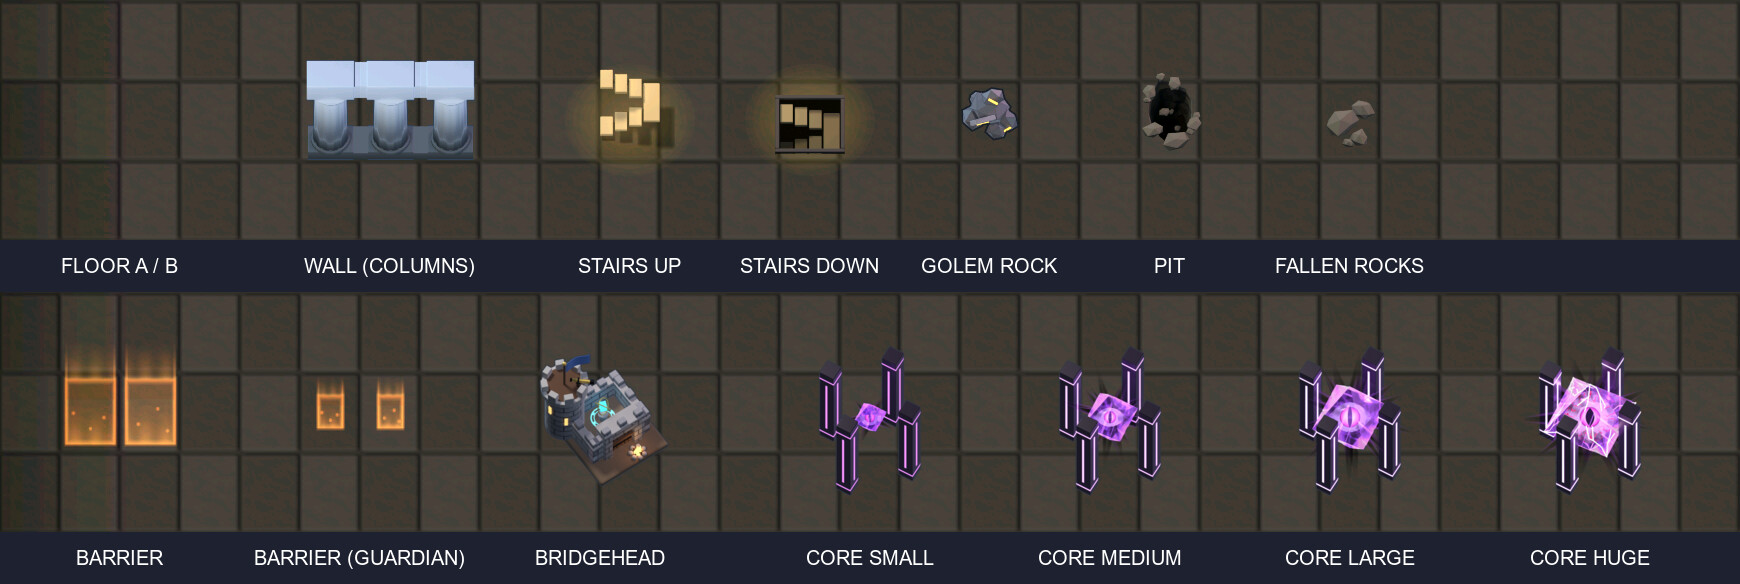 FLOOR A / B
WALL (COLUMNS)
STAIRS UP
STAIRS DOWN
GOLEM ROCK
PIT
FALLEN ROCKS
BARRIER
BARRIER (GUARDIAN)
BRIDGEHEAD
CORE SMALL
CORE MEDIUM
CORE LARGE
CORE HUGE